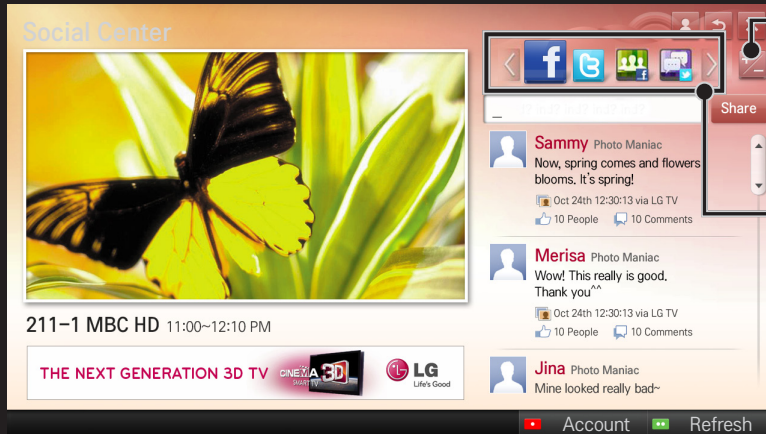 Social Center
_
Share
Sammy Photo Maniac
Now, spring comes and flowers
blooms. It's spring!
Oct 24th 12:30:13 via LG TV
10 People 10 Comments
Merisa Photo Maniac
Wow! This really is good.
Thank you^^
Oct 24th 12:30:13 via LG TV
10 People 10 Comments
Jina Photo Maniac
Mine looked really bad~
211-1 MBC HD 11:00~12:10 PM
THE NEXT GENERATION 3D TV CINEMA 3D SMART TV LG Life's Good
Account Refresh